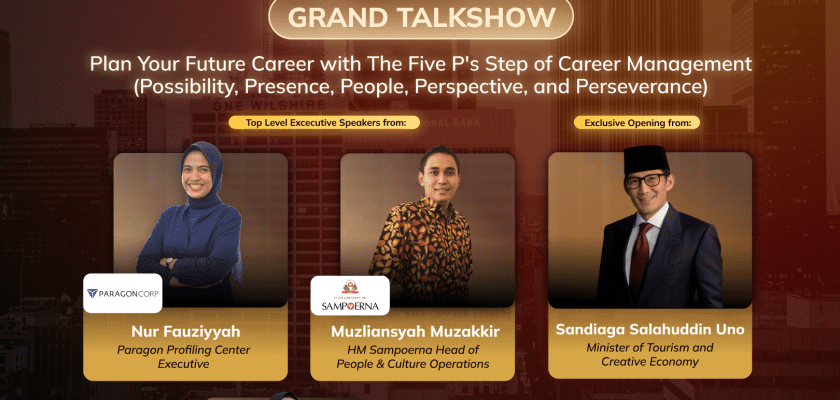 GRAND TALKSHOW
Plan Your Future Career with The Five P's Step of Career Management
(Possibility, Presence, People, Perspective, and Perseverance)
ONE WILSHIRE
NAL BANK
Top Level Excecutive Speakers from:
Exclusive Opening from:
PARAGONCORP
SAMPOERNA
Nur Fauziyyah
Paragon Profiling Center
Executive
Muzliansyah Muzakkir
HM Sampoerna Head of
People & Culture Operations
Sandiaga Salahuddin Uno
Minister of Tourism and
Creative Economy